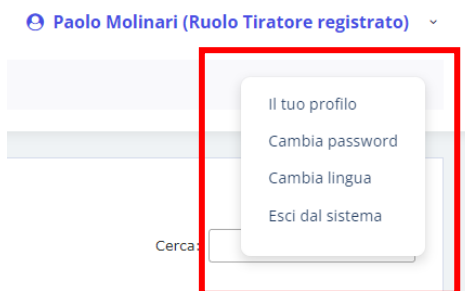 Paolo Molinari (Ruolo Tiratore registrato)
Il tuo profilo
Cambia password
Cambia lingua
Esci dal sistema
Cerca: